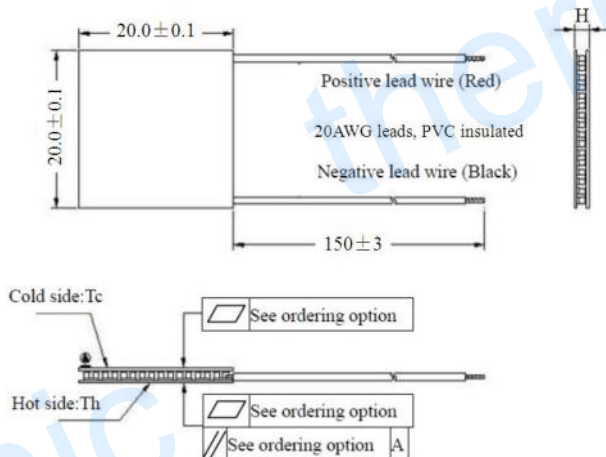 20.0±0.1
H
20.0±0.1
Positive lead wire (Red)
20AWG leads, PVC insulated
Negative lead wire (Black)
150±3
Cold side:Tc
See ordering option
A
Hot side:Th
See ordering option
See ordering option A